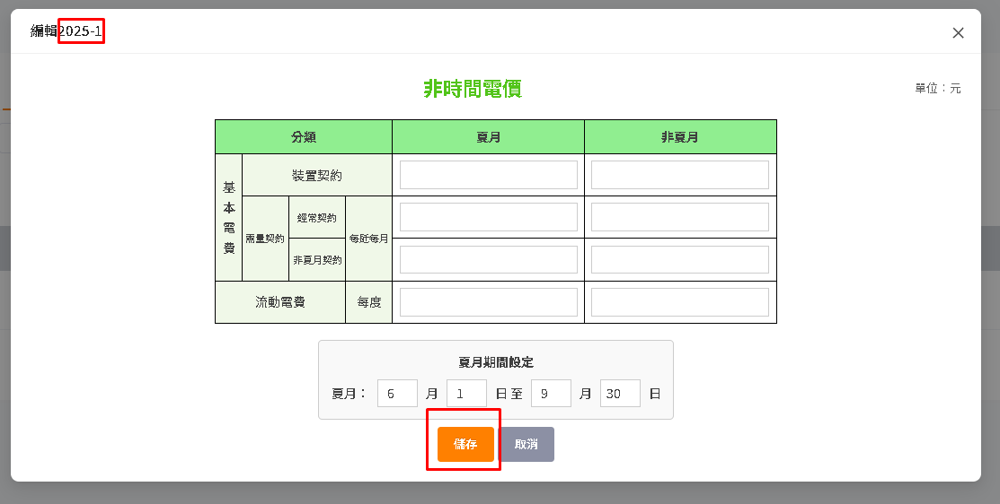 編輯2025-1
非時間電價
單位：元
分類 夏月 非夏月
基本電費
裝置契約
需量契約
經常契約
每瓩每月
非夏月契約
流動電費 每度
夏月期間設定
夏月： 6 月 1 日 至 9 月 30 日
儲存 取消